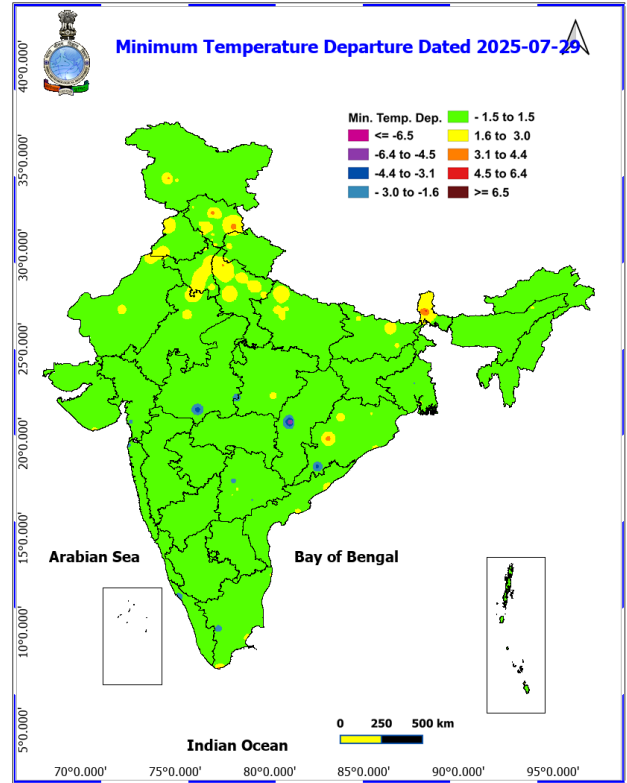 Minimum Temperature Departure Dated 2025-07-29
Min. Temp. Dep.
<= -6.5
-6.4 to -4.5
-4.4 to -3.1
- 3.0 to -1.6
- 1.5 to 1.5
1.6 to 3.0
3.1 to 4.4
4.5 to 6.4
>= 6.5
40°0.000'
35°0.000'
30°0.000'
25°0.000'
20°0.000'
15°0.000'
10°0.000'
5°0.000'
Arabian Sea
Bay of Bengal
Indian Ocean
0 250 500 km
70°0.000' 75°0.000' 80°0.000' 85°0.000' 90°0.000' 95°0.000'